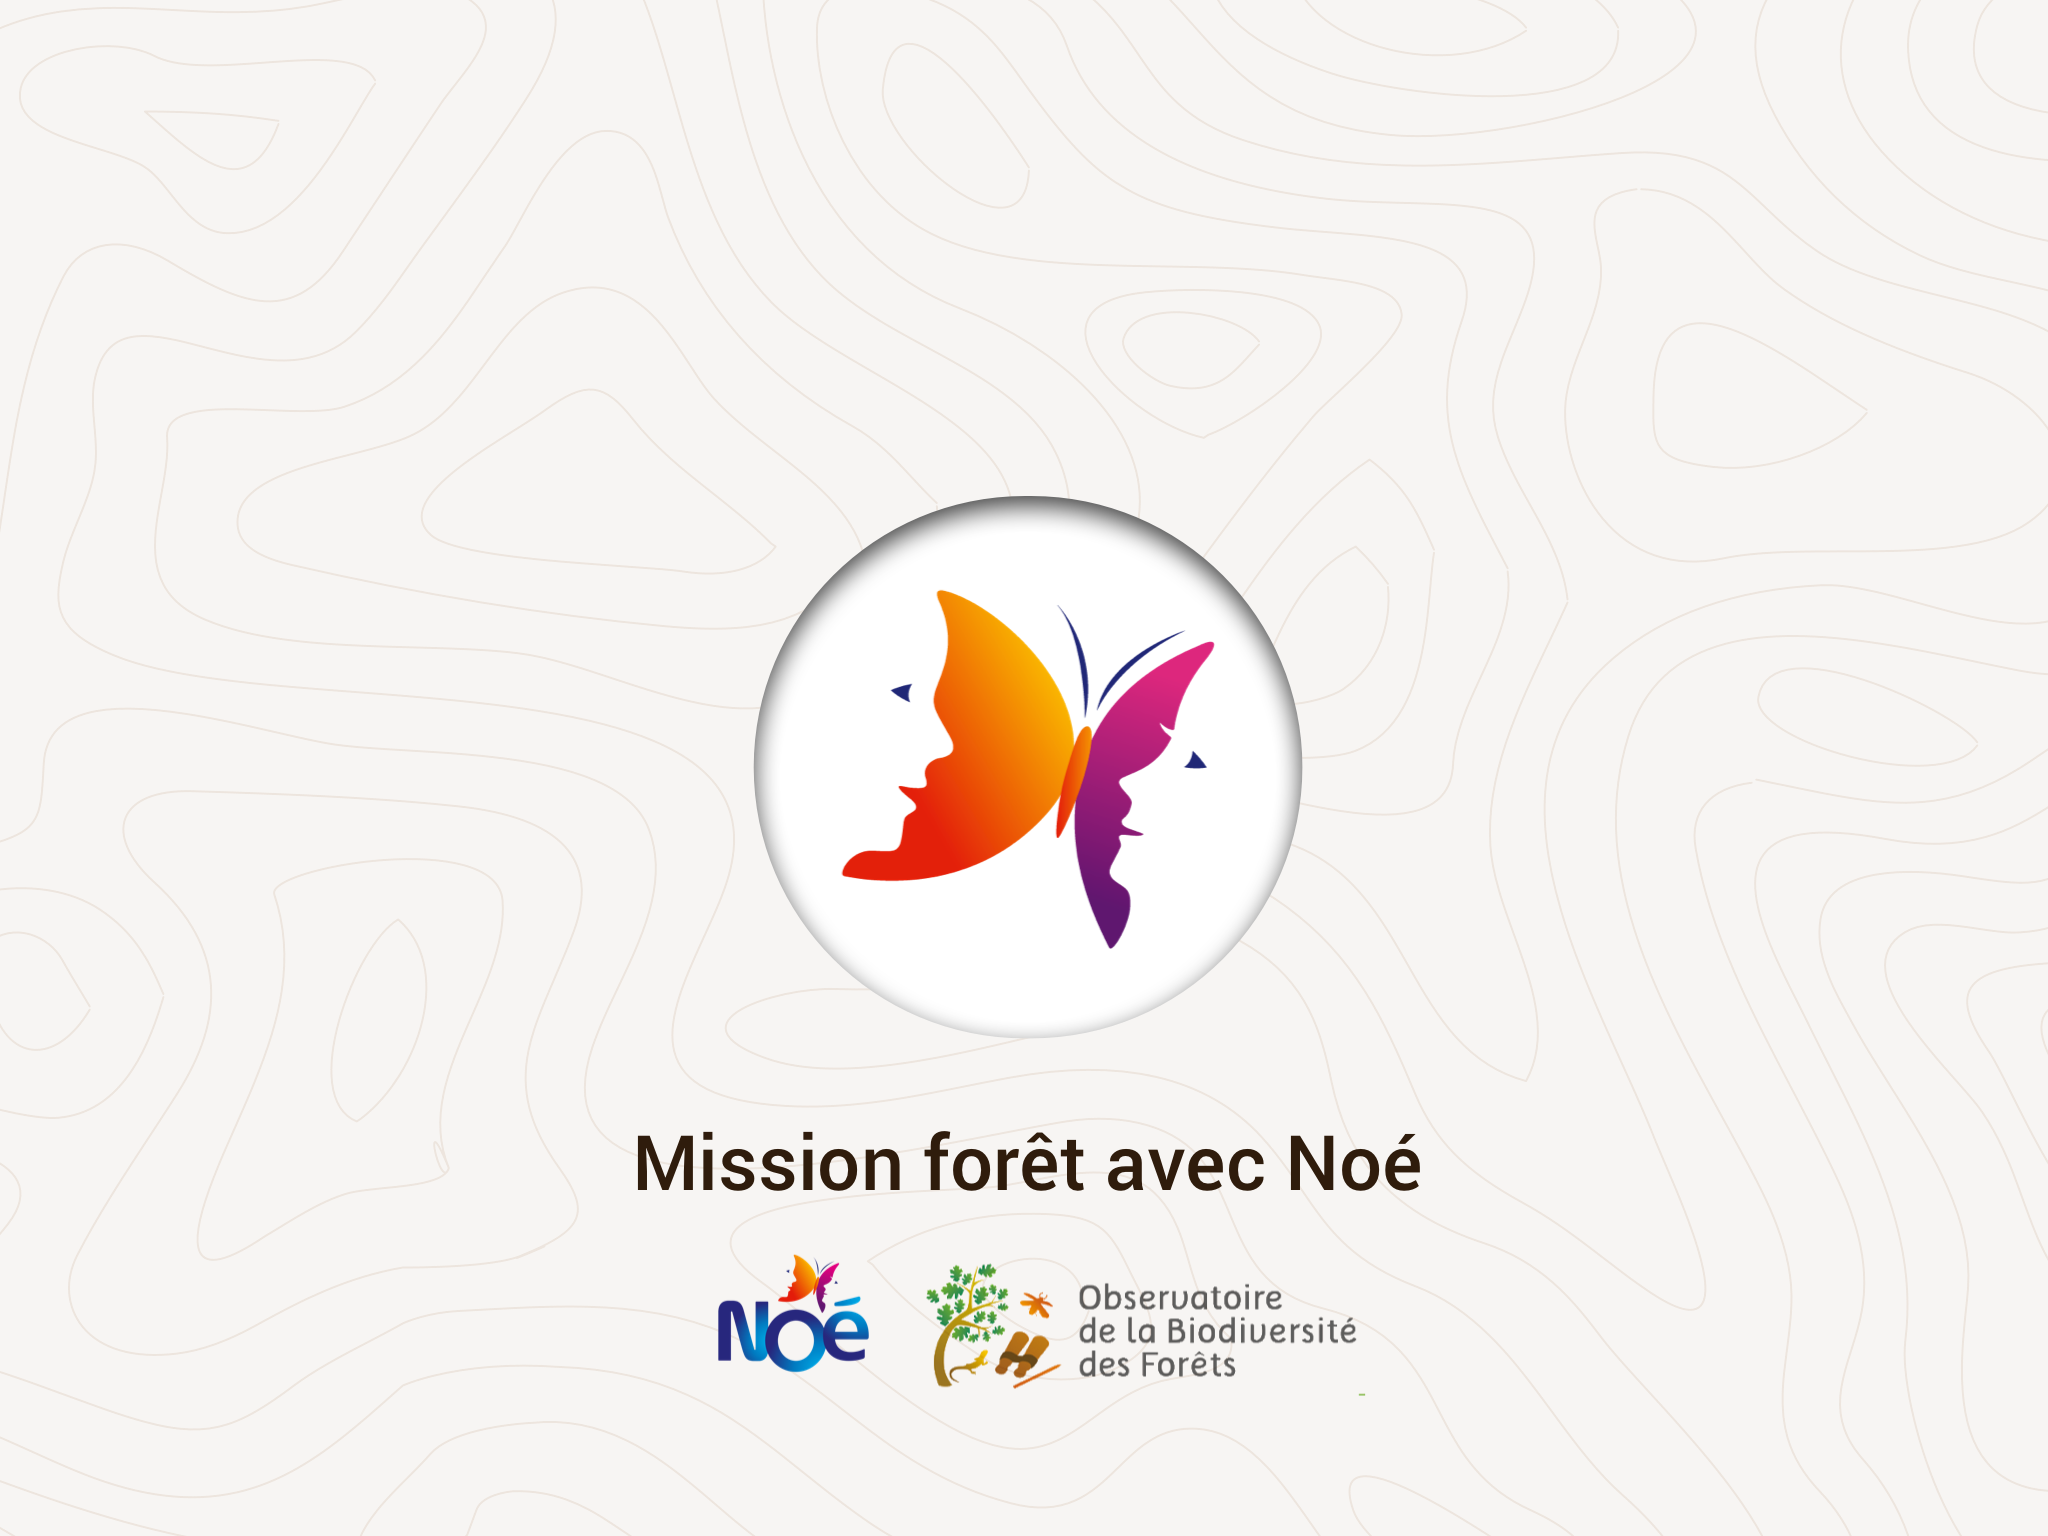 Mission forêt avec Noé
Noé
Observatoire
de la Biodiversité
des Forêts